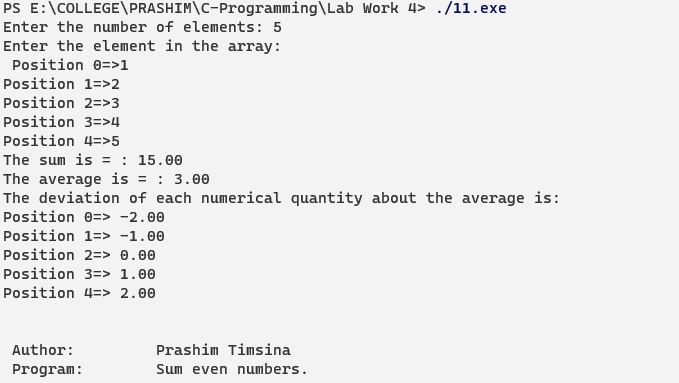 PS E:\COLLEGE\PRASHIM\C-Programming\Lab Work 4> ./11.exe
Enter the number of elements: 5
Enter the element in the array:
 Position 0=>1
Position 1=>2
Position 2=>3
Position 3=>4
Position 4=>5
The sum is = : 15.00
The average is = : 3.00
The deviation of each numerical quantity about the average is:
Position 0=> -2.00
Position 1=> -1.00
Position 2=> 0.00
Position 3=> 1.00
Position 4=> 2.00
 Author:         Prashim Timsina
 Program:        Sum even numbers.